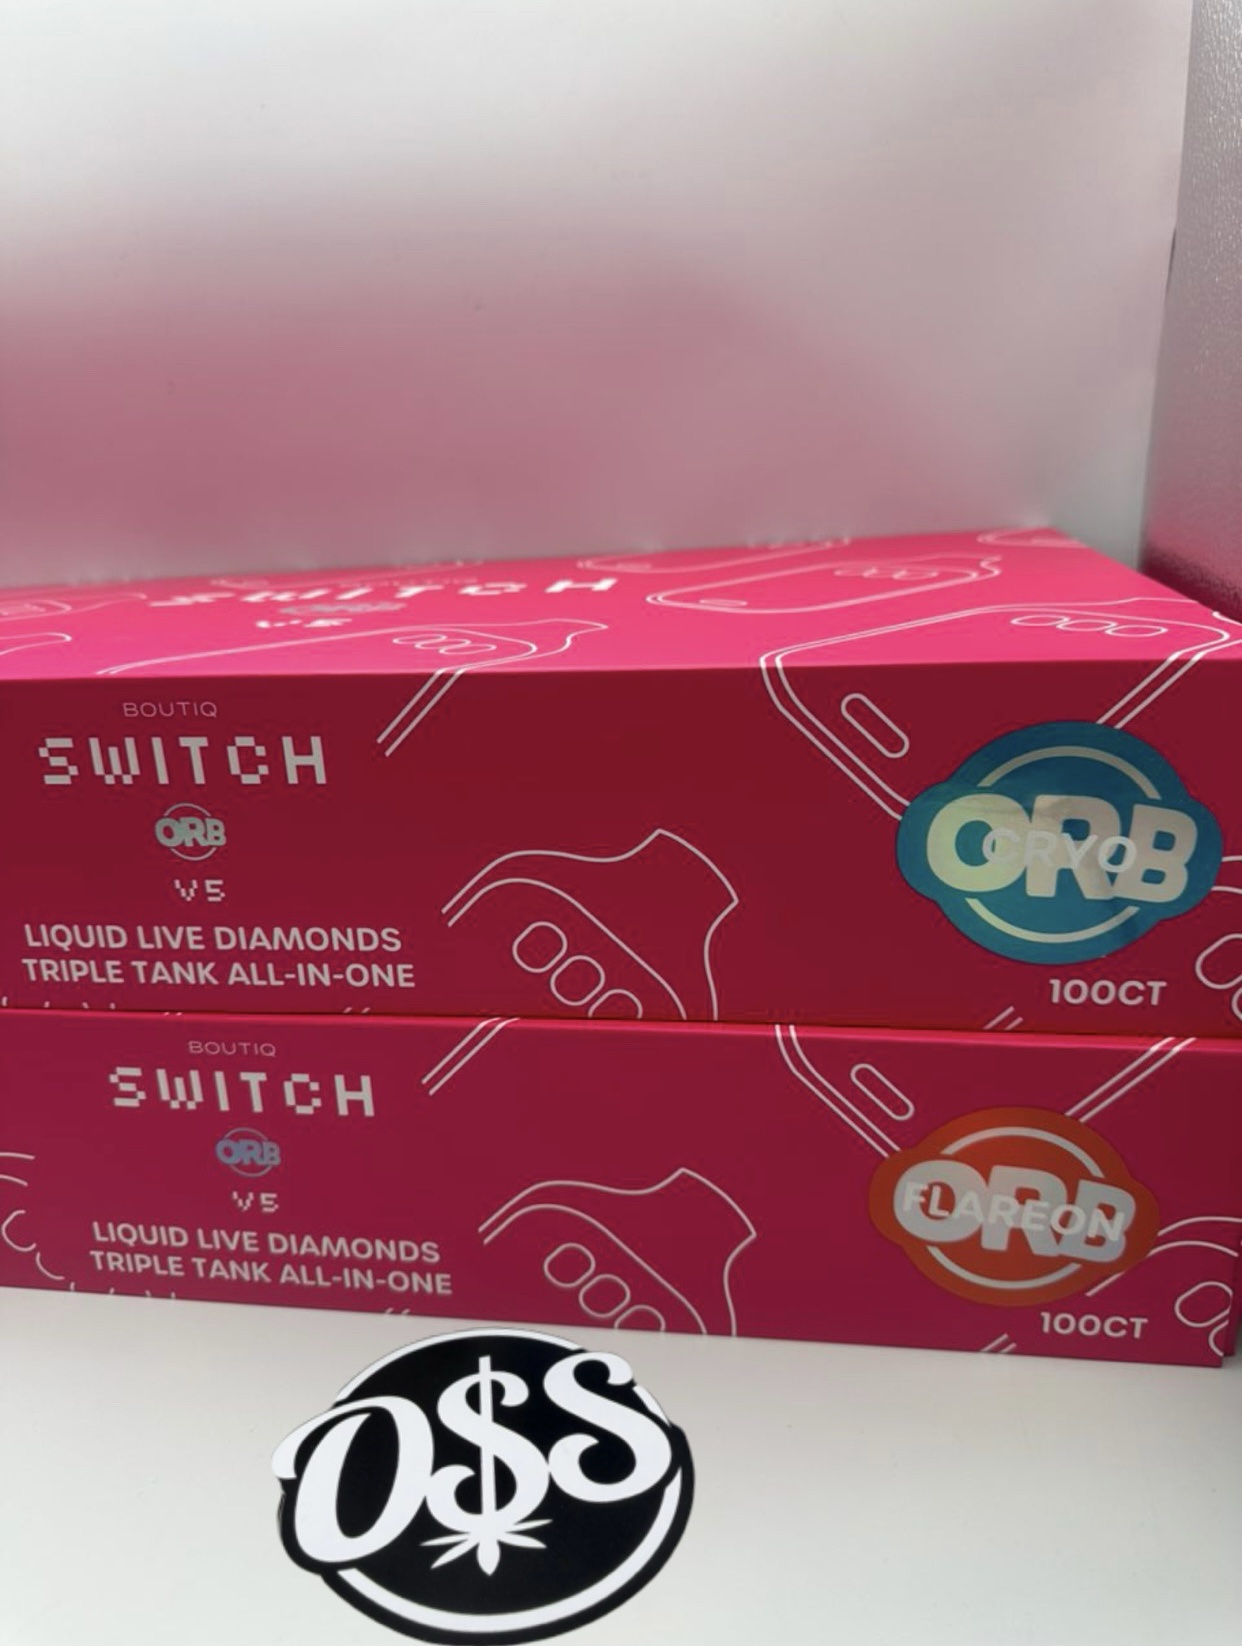 SWITCH
ORB
V5
BOUTIQ
SWITCH
ORB
V5
LIQUID LIVE DIAMONDS
TRIPLE TANK ALL-IN-ONE
ORB
CRYO
100CT
BOUTIQ
SWITCH
ORB
V5
LIQUID LIVE DIAMONDS
TRIPLE TANK ALL-IN-ONE
ORB
FLAREON
100CT
O$S